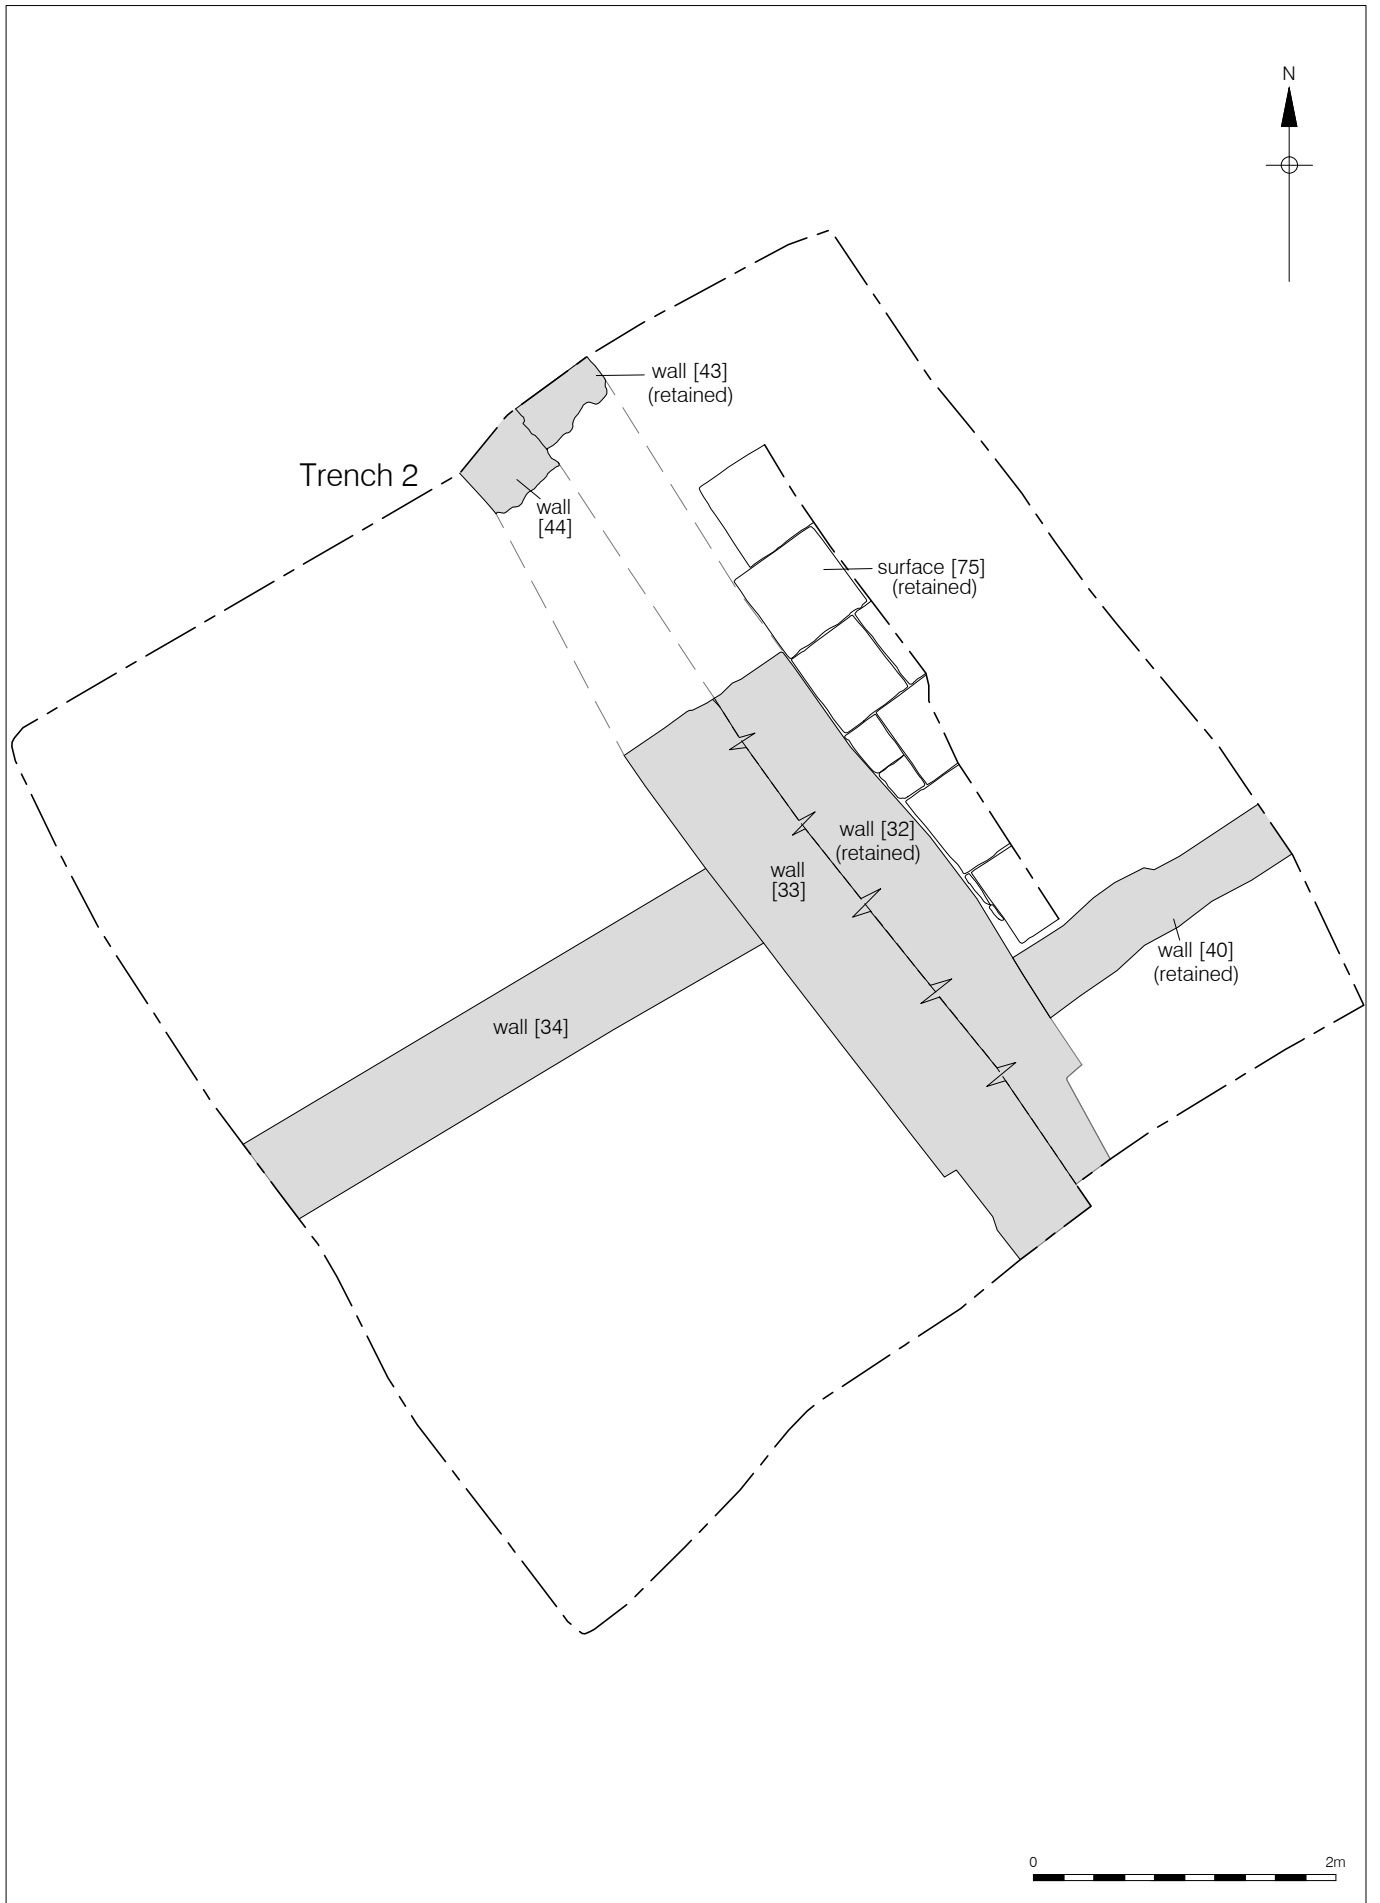 N
wall [43]
(retained)
Trench 2
wall
[44]
surface [75]
(retained)
wall [32]
(retained)
wall
[33]
wall [40]
(retained)
wall [34]
0 2m